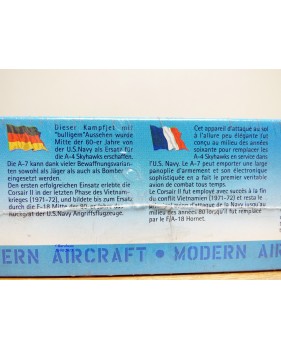 Dieser Kampfjet mit
"bulligem" Aussehen wurde
Mitte der 60-er Jahre von
der U.S.Navy als Ersatz für
die A-4 Skyhawks erschaffen.
Die A-7 kann dank vieler Bewaffnungsvarian-
ten sowohl als Jäger als auch als Bomber
eingesetzt werden.
Den ersten erfolgreichen Einsatz erlebte die
Corsair II in der letzten Phase des Vietnam-
krieges (1971-72), und bildete bis zum Ersatz
durch die F-18 Mitte der 80-er Jahre
der U.S.Navy Angriffsflugzeuge.
Cet appareil d'attaque au sol
à l'allure peu élégante fut
conçu au milieu des années
soixante pour remplacer les
A-4 Skyhawks en service dans
l'U.S. Navy. Le A-7 peut emporter une large
panoplie d'armement et son électronique
sophistiquée en a fait le premier véritable
avion de combat tous temps.
Le Corsair II fut employé avec succès à la fin
du conflit Viétnamien (1971-72) et resta le
d'attaque de la Navy jusqu'au
milieu des années 80 lorsqu'il fut remplacé
par le F/A-18 Hornet.
ERN AIRCRAFT • MODERN AIR